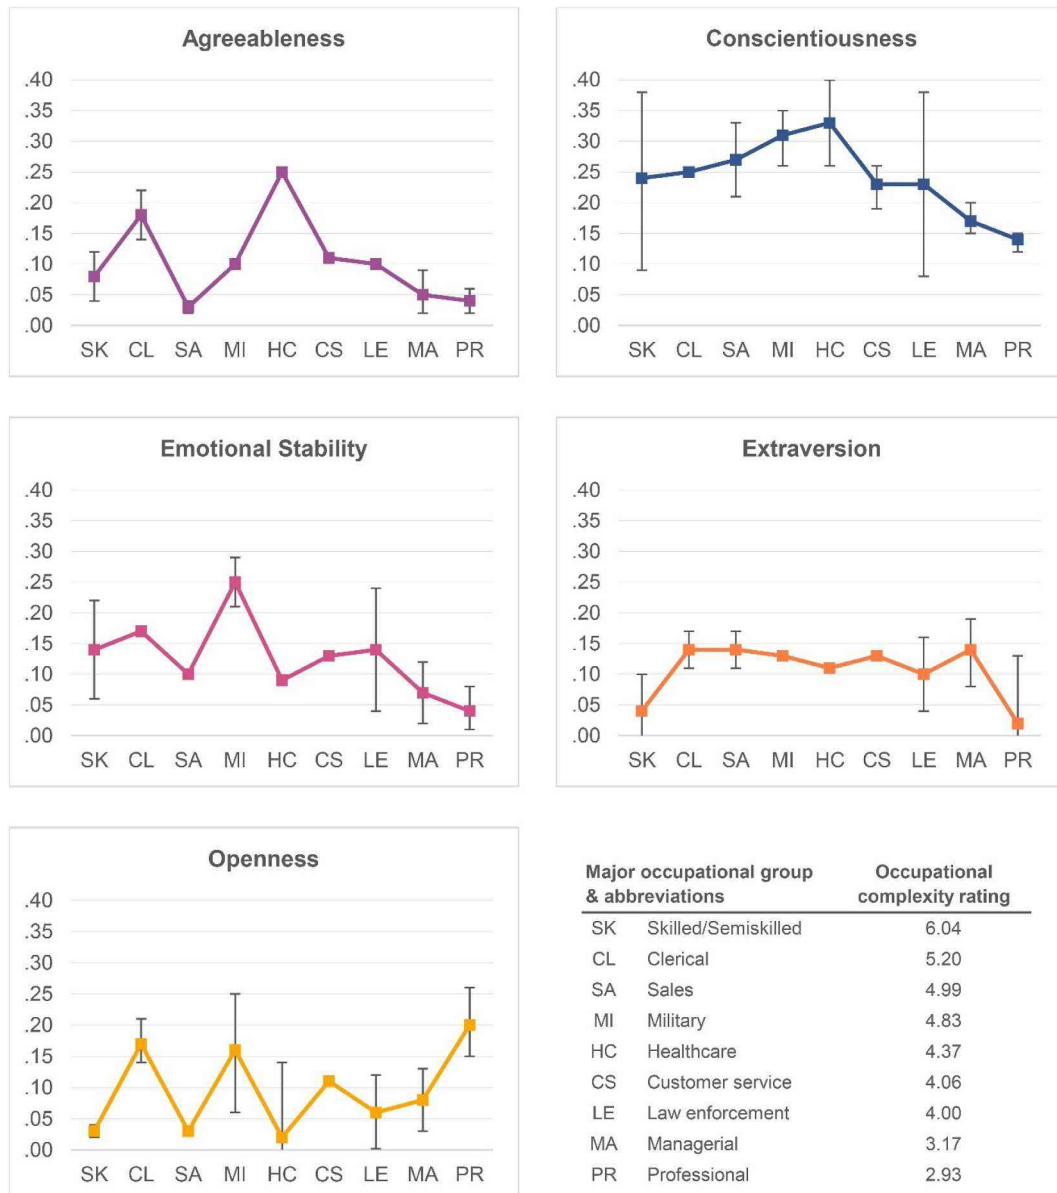 Agreeableness
.40
.35
.30
.25
.20
.15
.10
.05
.00
SK CL SA MI HC CS LE MA PR
Conscientiousness
.40
.35
.30
.25
.20
.15
.10
.05
.00
SK CL SA MI HC CS LE MA PR
Emotional Stability
.40
.35
.30
.25
.20
.15
.10
.05
.00
SK CL SA MI HC CS LE MA PR
Extraversion
.40
.35
.30
.25
.20
.15
.10
.05
.00
SK CL SA MI HC CS LE MA PR
Openness
.40
.35
.30
.25
.20
.15
.10
.05
.00
SK CL SA MI HC CS LE MA PR
Major occupational group Occupational
& abbreviations complexity rating
SK Skilled/Semiskilled 6.04
CL Clerical 5.20
SA Sales 4.99
MI Military 4.83
HC Healthcare 4.37
CS Customer service 4.06
LE Law enforcement 4.00
MA Managerial 3.17
PR Professional 2.93